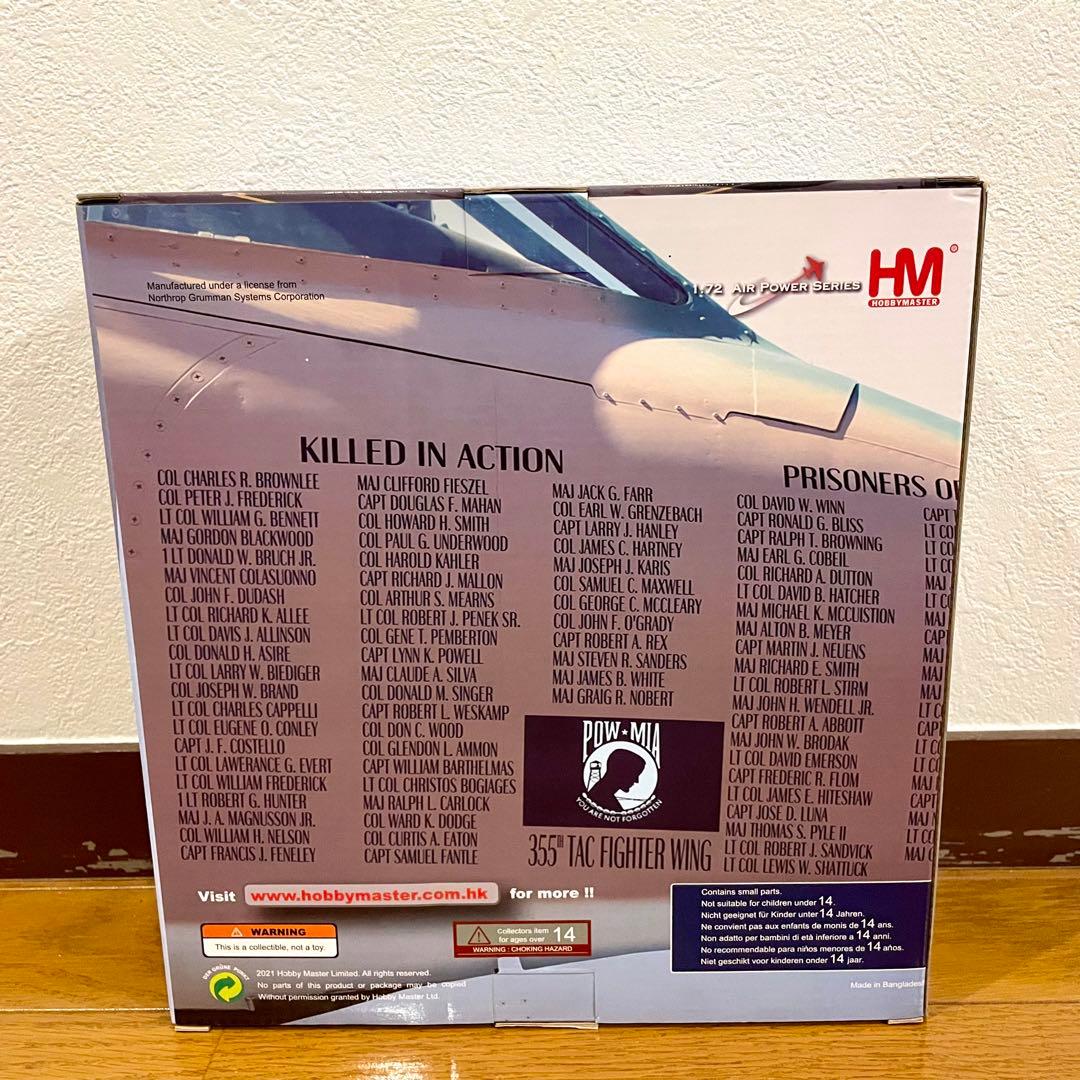 Manufactured under a license from
Northrop Grumman Systems Corporation
1:72 AIR POWER SERIES
HM
HOBBYMASTER
KILLED IN ACTION
COL CHARLES R. BROWNLEE
COL PETER J. FREDERICK
LT COL WILLIAM G. BENNETT
MAJ GORDON BLACKWOOD
1 LT DONALD W. BRUCH JR.
MAJ VINCENT COLASUONNO
COL JOHN F. DUDASH
LT COL RICHARD K. ALLEE
LT COL DAVIS J. ALLINSON
COL DONALD H. ASIRE
LT COL LARRY W. BIEDIGER
COL JOSEPH W. BRAND
LT COL CHARLES CAPPELLI
LT COL EUGENE O. CONLEY
CAPT J. F. COSTELLO
LT COL LAWERANCE G. EVERT
LT COL WILLIAM FREDERICK
1 LT ROBERT G. HUNTER
MAJ J. A. MAGNUSSON JR.
COL WILLIAM H. NELSON
CAPT FRANCIS J. FENELEY
MAJ CLIFFORD FIESZEL
CAPT DOUGLAS F. MAHAN
COL HOWARD H. SMITH
COL PAUL G. UNDERWOOD
COL HAROLD KAHLER
CAPT RICHARD J. MALLON
COL ARTHUR S. MEARNS
LT COL ROBERT J. PENEK SR.
COL GENE T. PEMBERTON
CAPT LYNN K. POWELL
MAJ CLAUDE A. SILVA
COL DONALD M. SINGER
CAPT ROBERT L. WESKAMP
COL DON C. WOOD
COL GLENDON L. AMMON
CAPT WILLIAM BARTHELMAS
LT COL CHRISTOS BOGIAGES
MAJ RALPH L. CARLOCK
COL WARD K. DODGE
COL CURTIS A. EATON
CAPT SAMUEL FANTLE
MAJ JACK G. FARR
COL EARL W. GRENZEBACH
CAPT LARRY J. HANLEY
COL JAMES C. HARTNEY
MAJ JOSEPH J. KARIS
COL SAMUEL C. MAXWELL
COL GEORGE C. MCCLEARY
COL JOHN F. O'GRADY
CAPT ROBERT A. REX
MAJ STEVEN R. SANDERS
MAJ JAMES B. WHITE
MAJ GRAIG R. NOBERT
POW★MIA
YOU ARE NOT FORGOTTEN
355TH TAC FIGHTER WING
PRISONERS OF
COL DAVID W. WINN
CAPT RONALD G. BLISS
CAPT RALPH T. BROWNING
MAJ EARL G. COBEIL
COL RICHARD A. DUTTON
LT COL DAVID B. HATCHER
MAJ MICHAEL K. MCCUISTION
MAJ ALTON B. MEYER
CAPT MARTIN J. NEUENS
MAJ RICHARD E. SMITH
LT COL ROBERT L. STIRM
MAJ JOHN H. WENDELL JR.
CAPT ROBERT A. ABBOTT
MAJ JOHN W. BRODAK
LT COL DAVID EMERSON
CAPT FREDERIC R. FLOM
LT COL JAMES E. HITESHAW
CAPT JOSE D. LUNA
MAJ THOMAS S. PYLE II
LT COL ROBERT J. SANDVICK
LT COL LEWIS W. SHATTUCK
Visit www.hobbymaster.com.hk for more !!
WARNING
This is a collectible, not a toy.
Collectors item
for ages over 14
WARNING : CHOKING HAZARD
Contains small parts.
Not suitable for children under 14.
Nicht geeignet für Kinder unter 14 Jahren.
Ne convient pas aux enfants de monis de 14 ans.
Non adatto per bambini di età inferiore a 14 anni.
No recomendable para niños menores de 14 años.
Niet geschikt voor kinderen onder 14 jaar.
DER GRÜNE PUNKT
2021 Hobby Master Limited. All rights reserved.
No parts of this product or package may be copied
Without permission granted by Hobby Master Ltd.
Made in Bangladesh